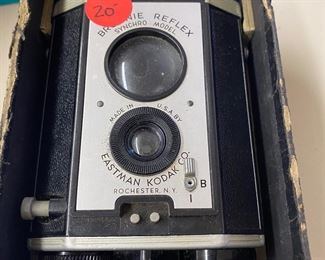 20-
BROWNIE REFLEX
SYNCHRO MODEL
MADE IN U.S.A. BY
EASTMAN KODAK CO.
ROCHESTER, N.Y.
B
I